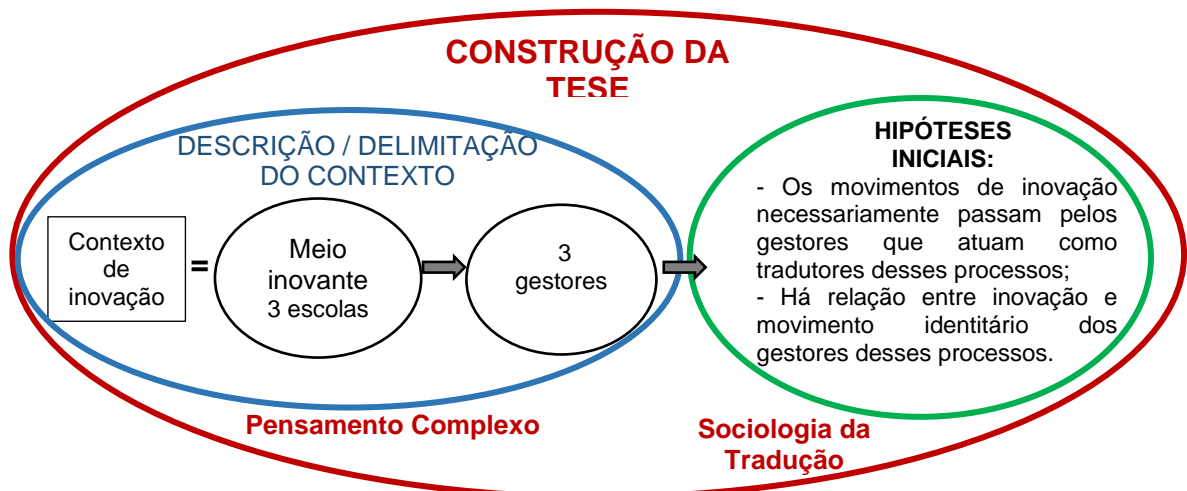 CONSTRUÇÃO DA
TESE
DESCRIÇÃO / DELIMITAÇÃO
DO CONTEXTO
Contexto
de
inovação
=
Meio
inovante
3 escolas
3
gestores
HIPÓTESES
INICIAIS:
- Os movimentos de inovação
necessariamente passam pelos
gestores que atuam como
tradutores desses processos;
- Há relação entre inovação e
movimento identitário dos
gestores desses processos.
Pensamento Complexo
Sociologia da
Tradução